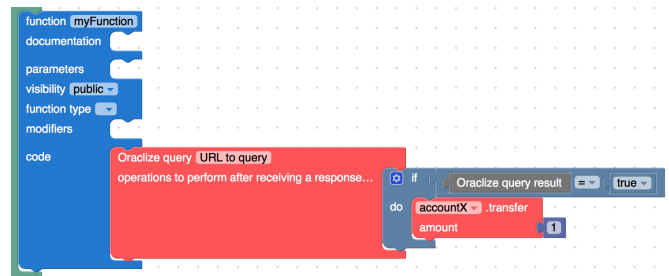 function myFunction
documentation
parameters
visibility public
function type
modifiers
code Oraclize query URL to query
operations to perform after receiving a response...
if Oraclize query result = true
do accountX .transfer
amount 1